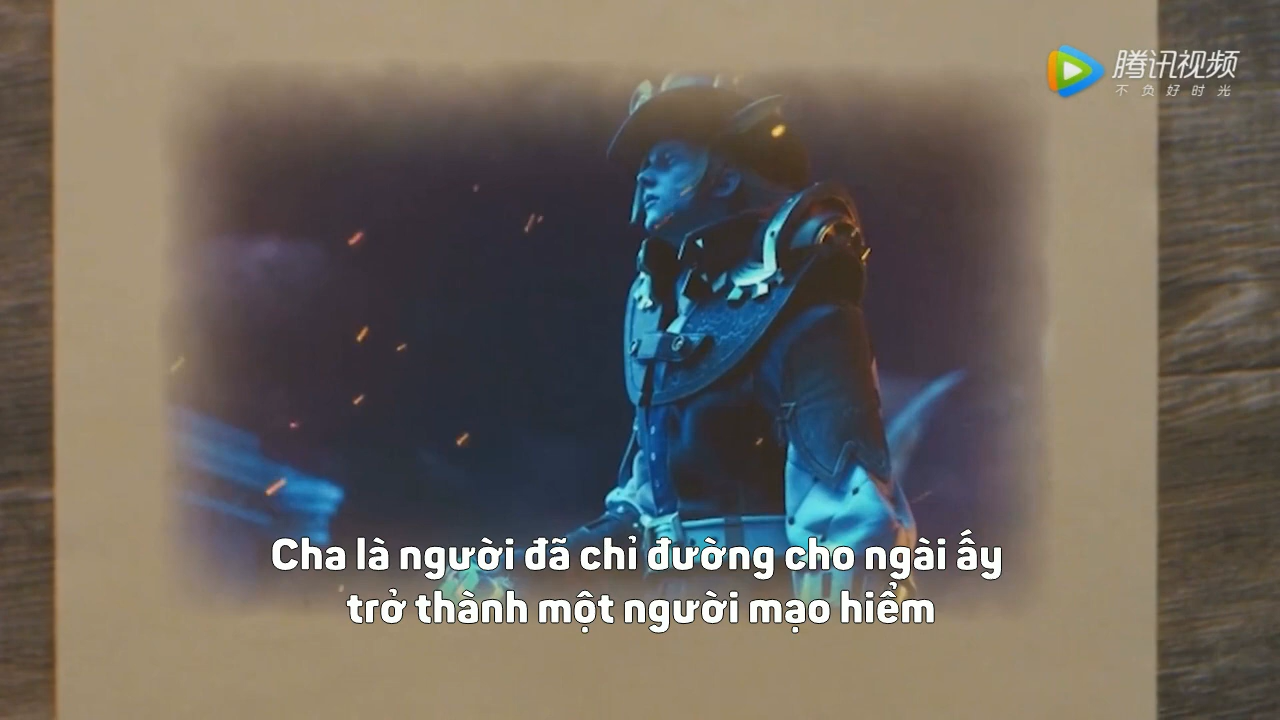 腾讯视频
不负好时光
Cha là người đã chỉ đường cho ngài ấy
trở thành một người mạo hiểm